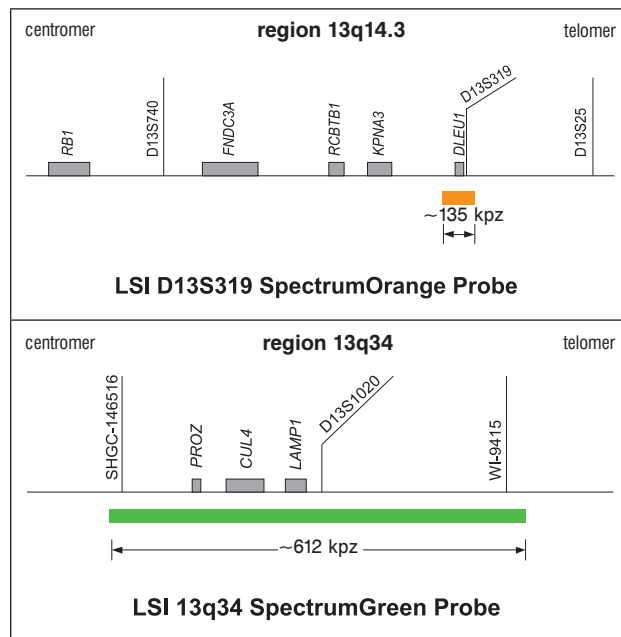 centromer region 13q14.3 telomer
RB1
D13S740
FNDC3A
RCBTB1
KPNA3
DLEU1
D13S319
D13S25
~135 kpz
LSI D13S319 SpectrumOrange Probe
centromer region 13q34 telomer
SHGC-146516
PROZ
CUL4
LAMP1
D13S1020
WI-9415
~612 kpz
LSI 13q34 SpectrumGreen Probe